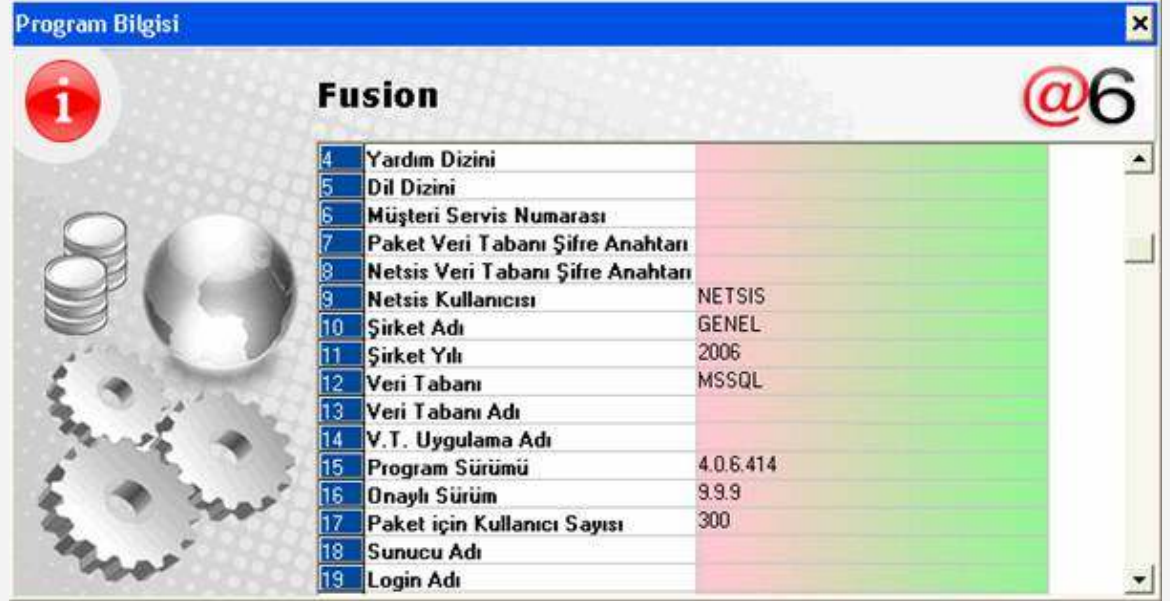 Program Bilgisi
i
Fusion
@6
4 Yardım Dizini
5 Dil Dizini
6 Müşteri Servis Numarası
7 Paket Veri Tabanı Şifre Anahtarı
8 Netsis Veri Tabanı Şifre Anahtarı
9 Netsis Kullanıcısı NETSIS
10 Şirket Adı GENEL
11 Şirket Yılı 2006
12 Veri Tabanı MSSQL
13 Veri Tabanı Adı
14 V.T. Uygulama Adı
15 Program Sürümü 4.0.6.414
16 Onaylı Sürüm 9.9.9
17 Paket için Kullanıcı Sayısı 300
18 Sunucu Adı
19 Login Adı